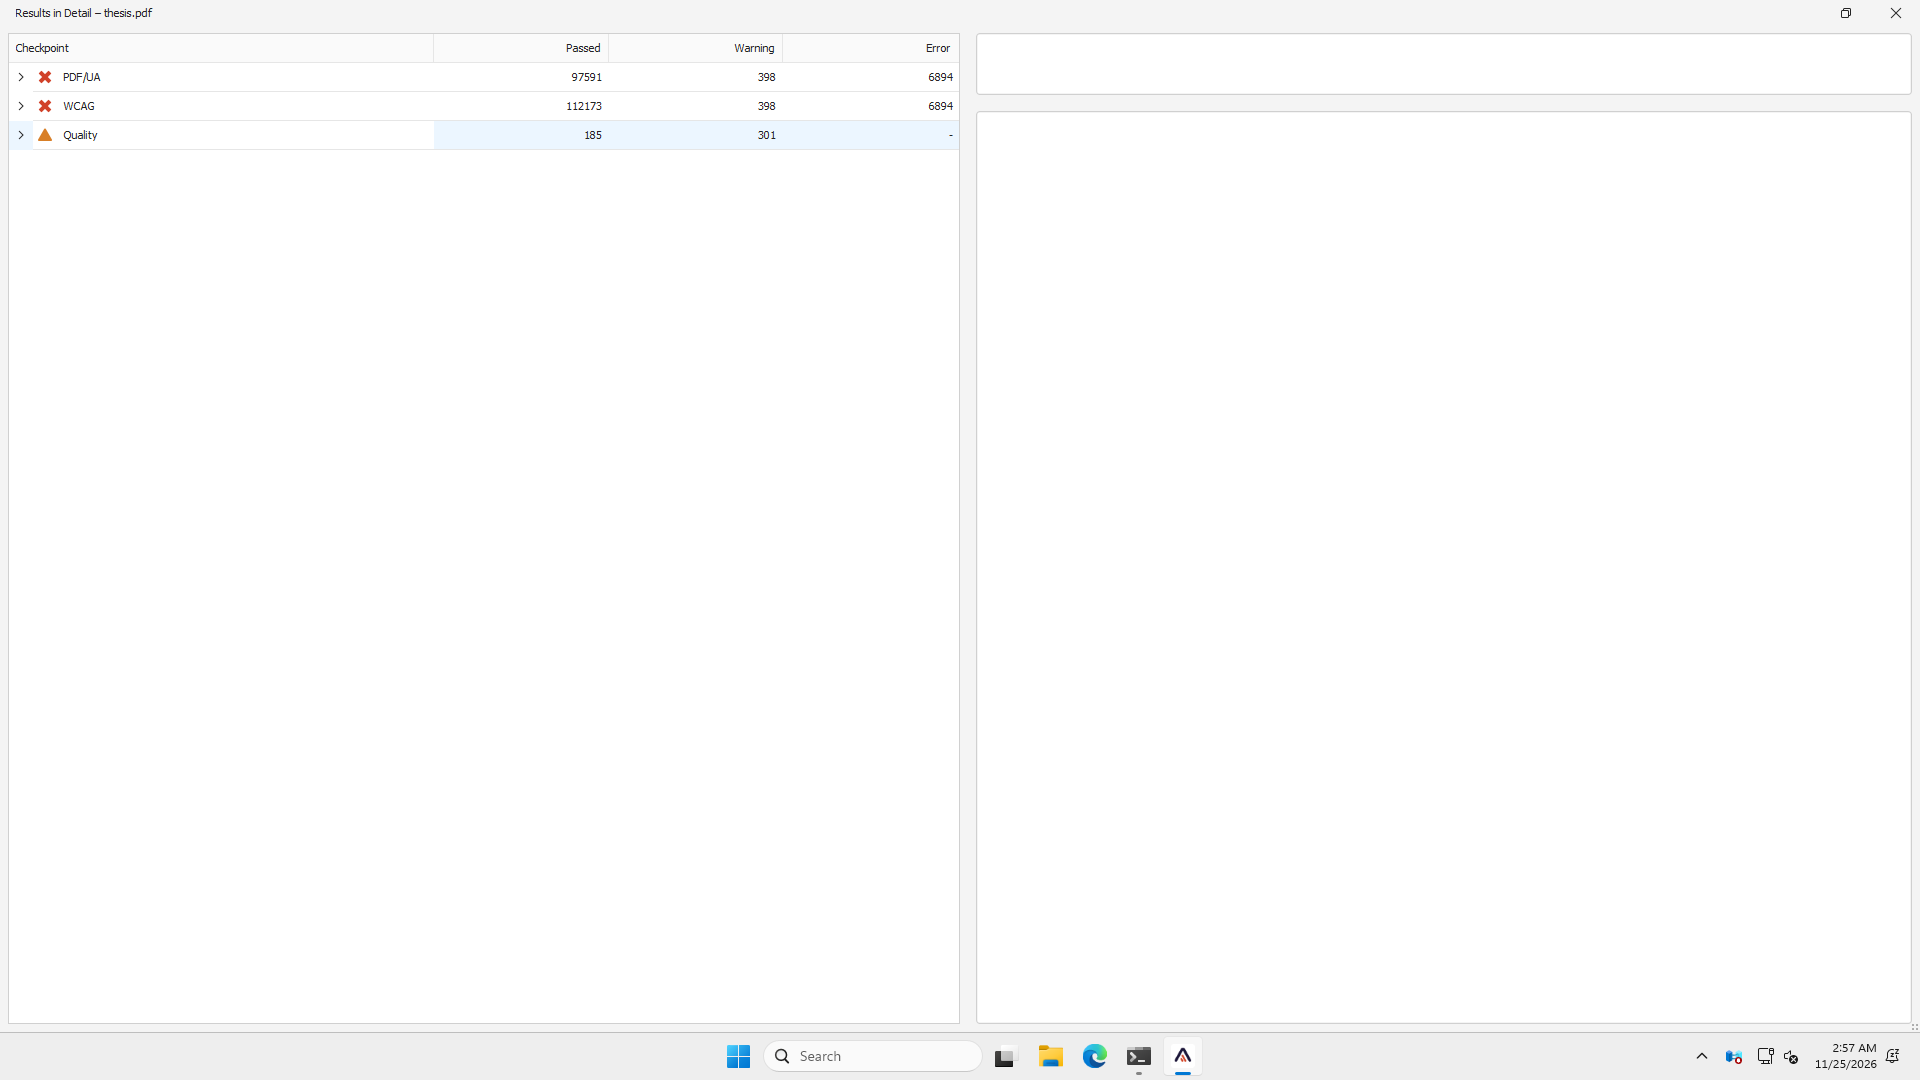 Results in Detail – thesis.pdf
Checkpoint Passed Warning Error
PDF/UA 97591 398 6894
WCAG 112173 398 6894
Quality 185 301 -
Search
2:57 AM
11/25/2026